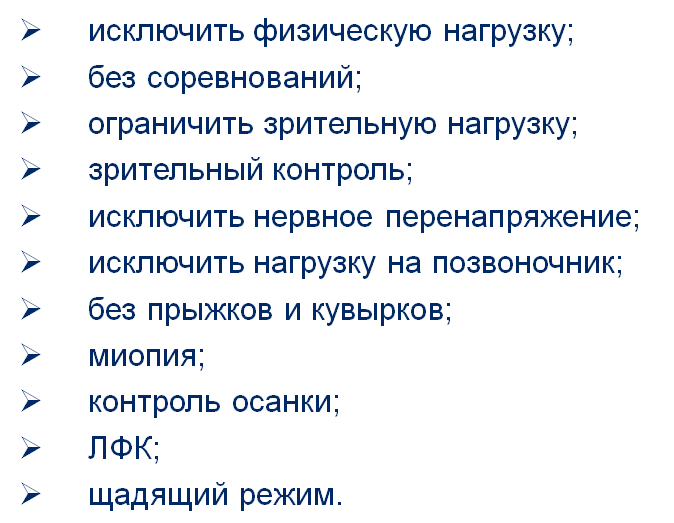 исключить физическую нагрузку;
без соревнований;
ограничить зрительную нагрузку;
зрительный контроль;
исключить нервное перенапряжение;
исключить нагрузку на позвоночник;
без прыжков и кувырков;
миопия;
контроль осанки;
ЛФК;
щадящий режим.